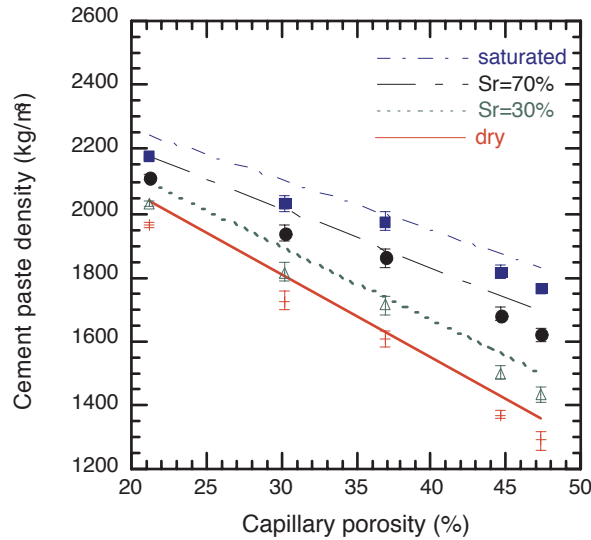 2600
2400
2200
2000
1800
1600
1400
1200
Cement paste density (kg/m3)
saturated
Sr=70%
Sr=30%
dry
20 25 30 35 40 45 50
Capillary porosity (%)